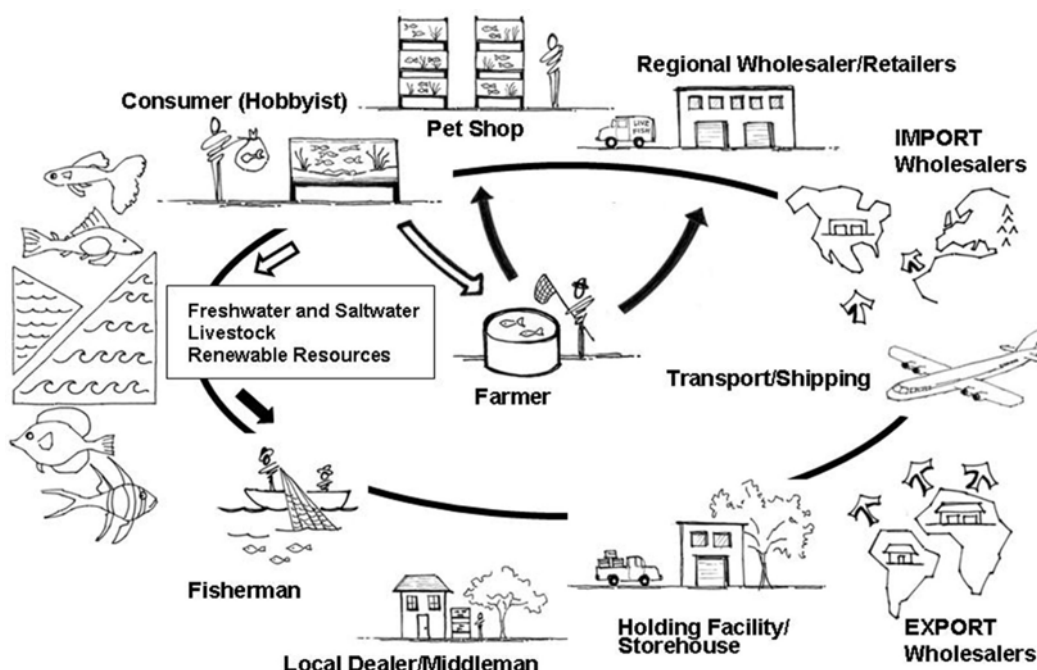 Consumer (Hobbyist)
Pet Shop
Regional Wholesaler/Retailers
LIVE
FISH
IMPORT
Wholesalers
Freshwater and Saltwater
Livestock
Renewable Resources
Farmer
Transport/Shipping
Fisherman
Local Dealer/Middleman
Holding Facility/
Storehouse
EXPORT
Wholesalers